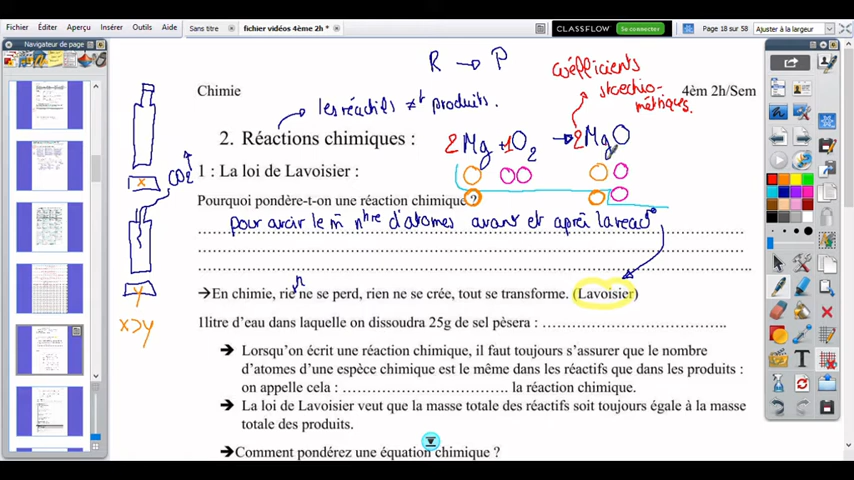 Fichier Édition Affichage Aller Insérer Outils Aide
Sans titre
fichier vidéos 4ème 2h *
CLASSFLOW
Se connecter
Page 18 sur 58
Ajuster à la largeur
Navigateur de page
R → P
coéfficients
stoechio-
métriques.
Chimie
4èm 2h/Sem
les réactifs ≠t produits.
2. Réactions chimiques :
2Mg + 1O2 → 2MgO
x
CO2
1 : La loi de Lavoisier :
Pourquoi pondère-t-on une réaction chimique ?
pour avoir le m̄ nbre d'atomes avant et après la reac°
→En chimie, rien ne se perd, rien ne se crée, tout se transforme. (Lavoisier)
y
x>y
1litre d'eau dans laquelle on dissoudra 25g de sel pèsera : ……………………………..
➔ Lorsqu'on écrit une réaction chimique, il faut toujours s'assurer que le nombre
d'atomes d'une espèce chimique est le même dans les réactifs que dans les produits :
on appelle cela : ………………………….. la réaction chimique.
➔ La loi de Lavoisier veut que la masse totale des réactifs soit toujours égale à la masse
totale des produits.
➔Comment pondérez une équation chimique ?